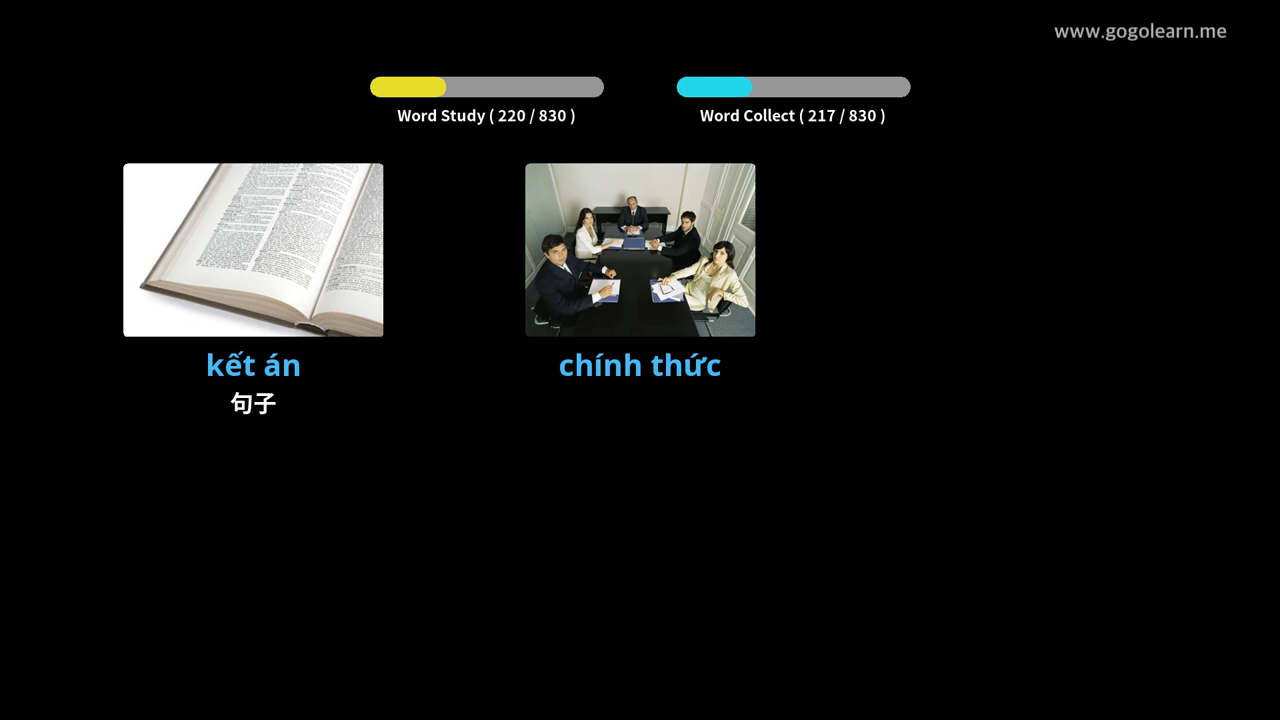 www.gogolearn.me
Word Study ( 220 / 830 )
Word Collect ( 217 / 830 )
kết án
句子
chính thức